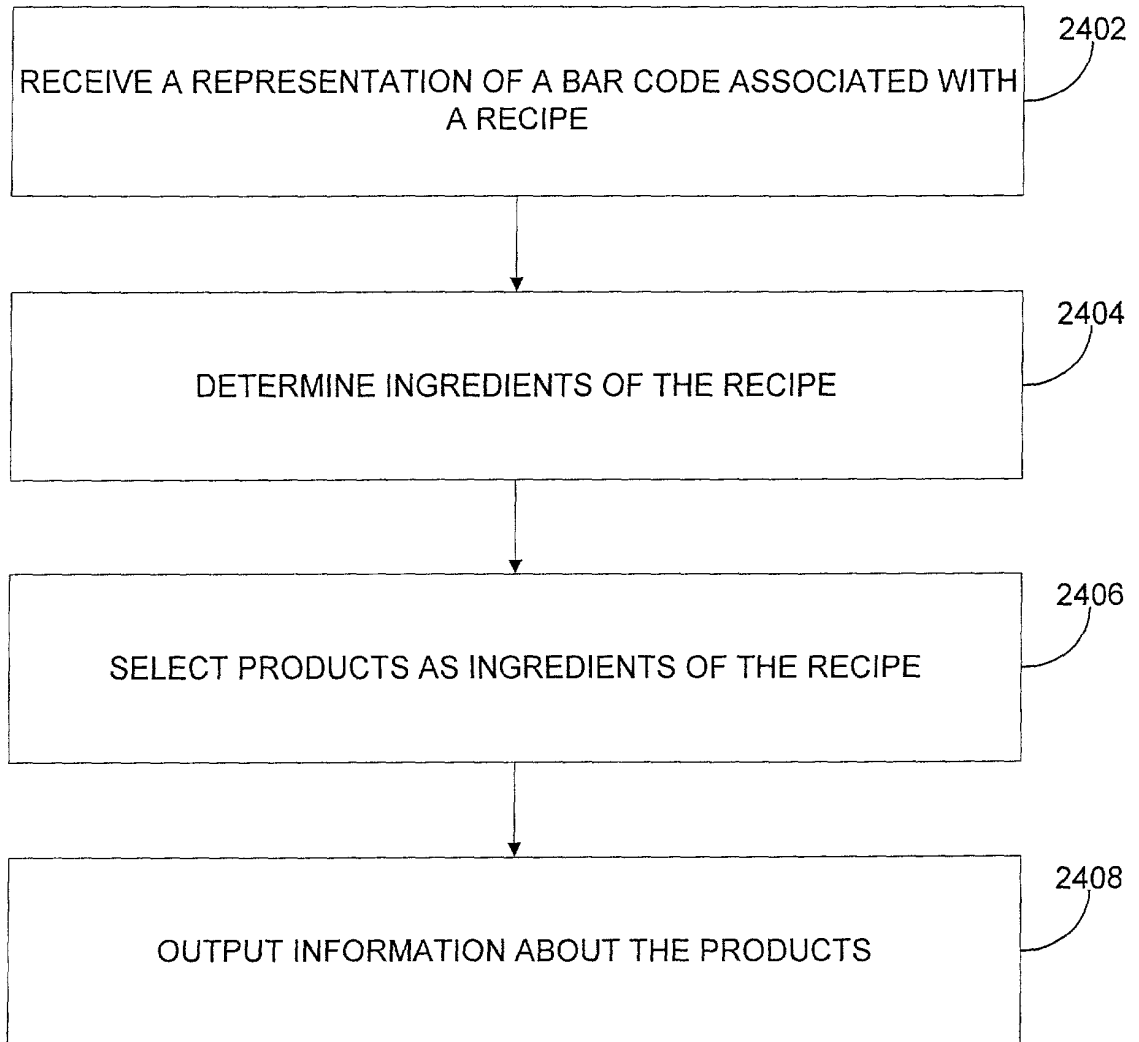 2402
RECEIVE A REPRESENTATION OF A BAR CODE ASSOCIATED WITH
A RECIPE
2404
DETERMINE INGREDIENTS OF THE RECIPE
2406
SELECT PRODUCTS AS INGREDIENTS OF THE RECIPE
2408
OUTPUT INFORMATION ABOUT THE PRODUCTS